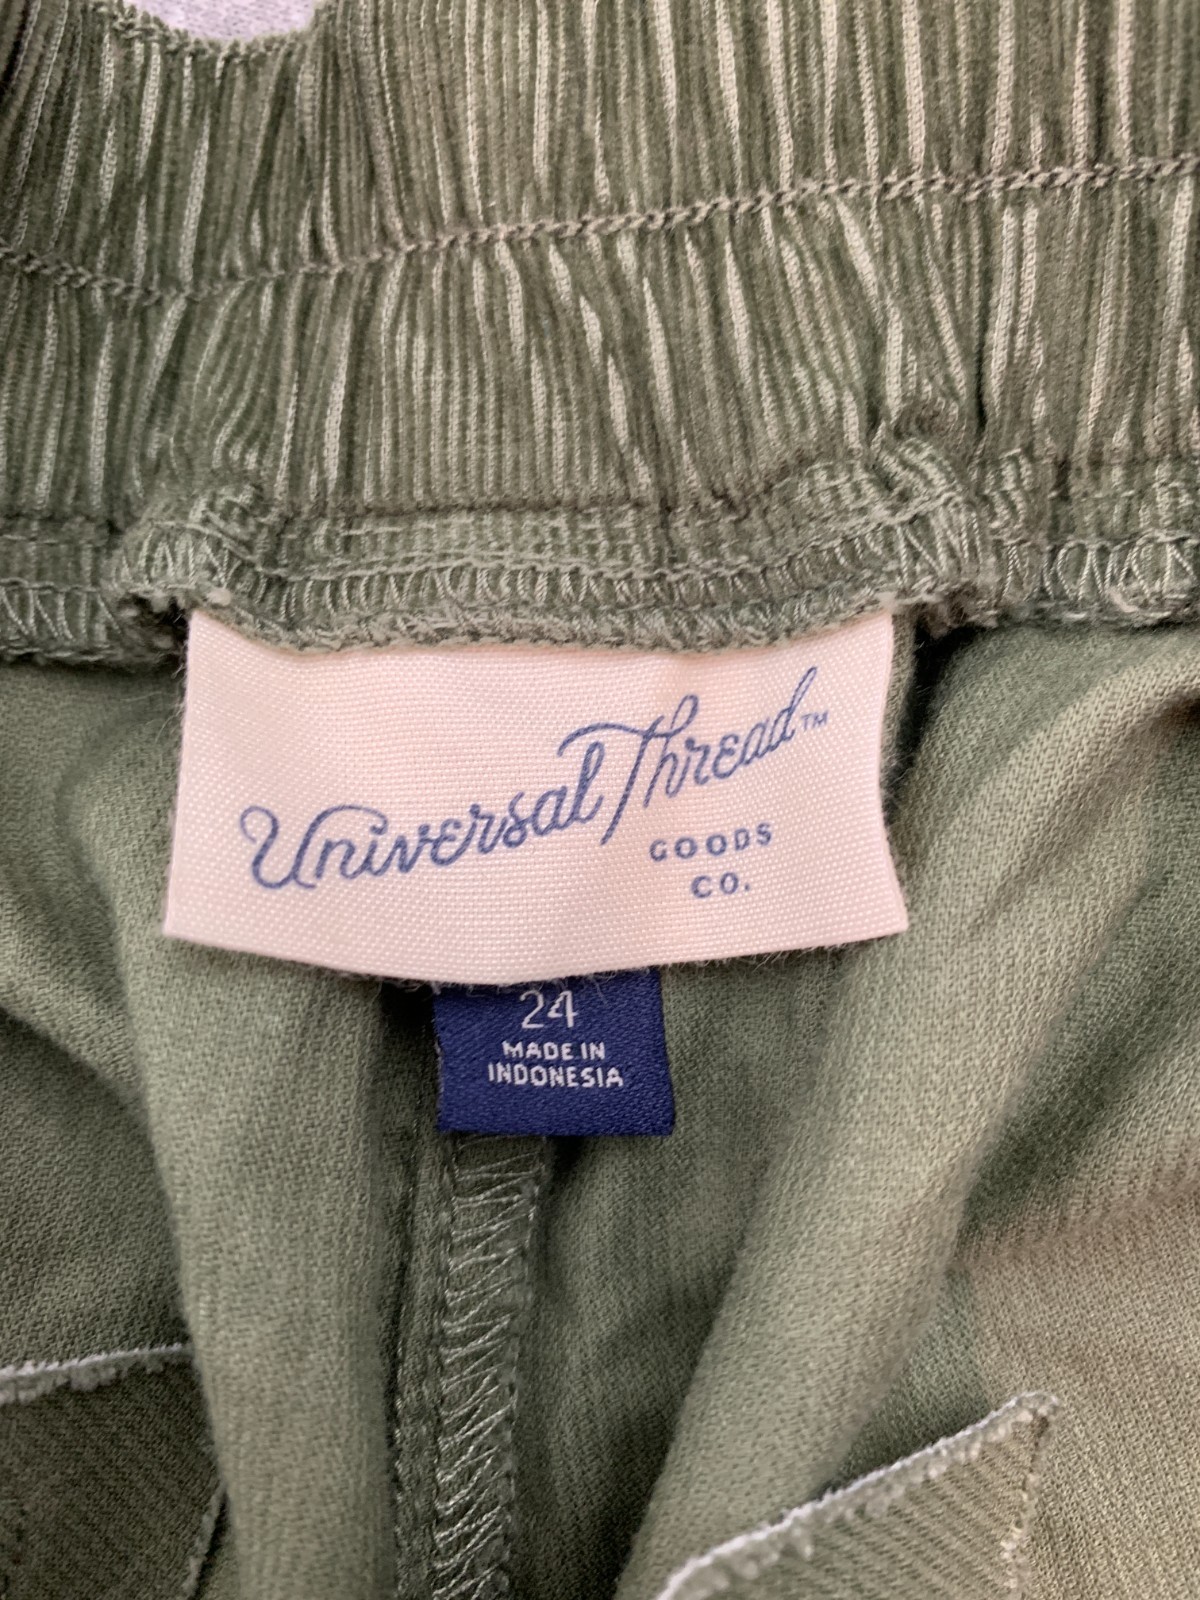 Universal Thread™
GOODS
CO.
24
MADE IN
INDONESIA